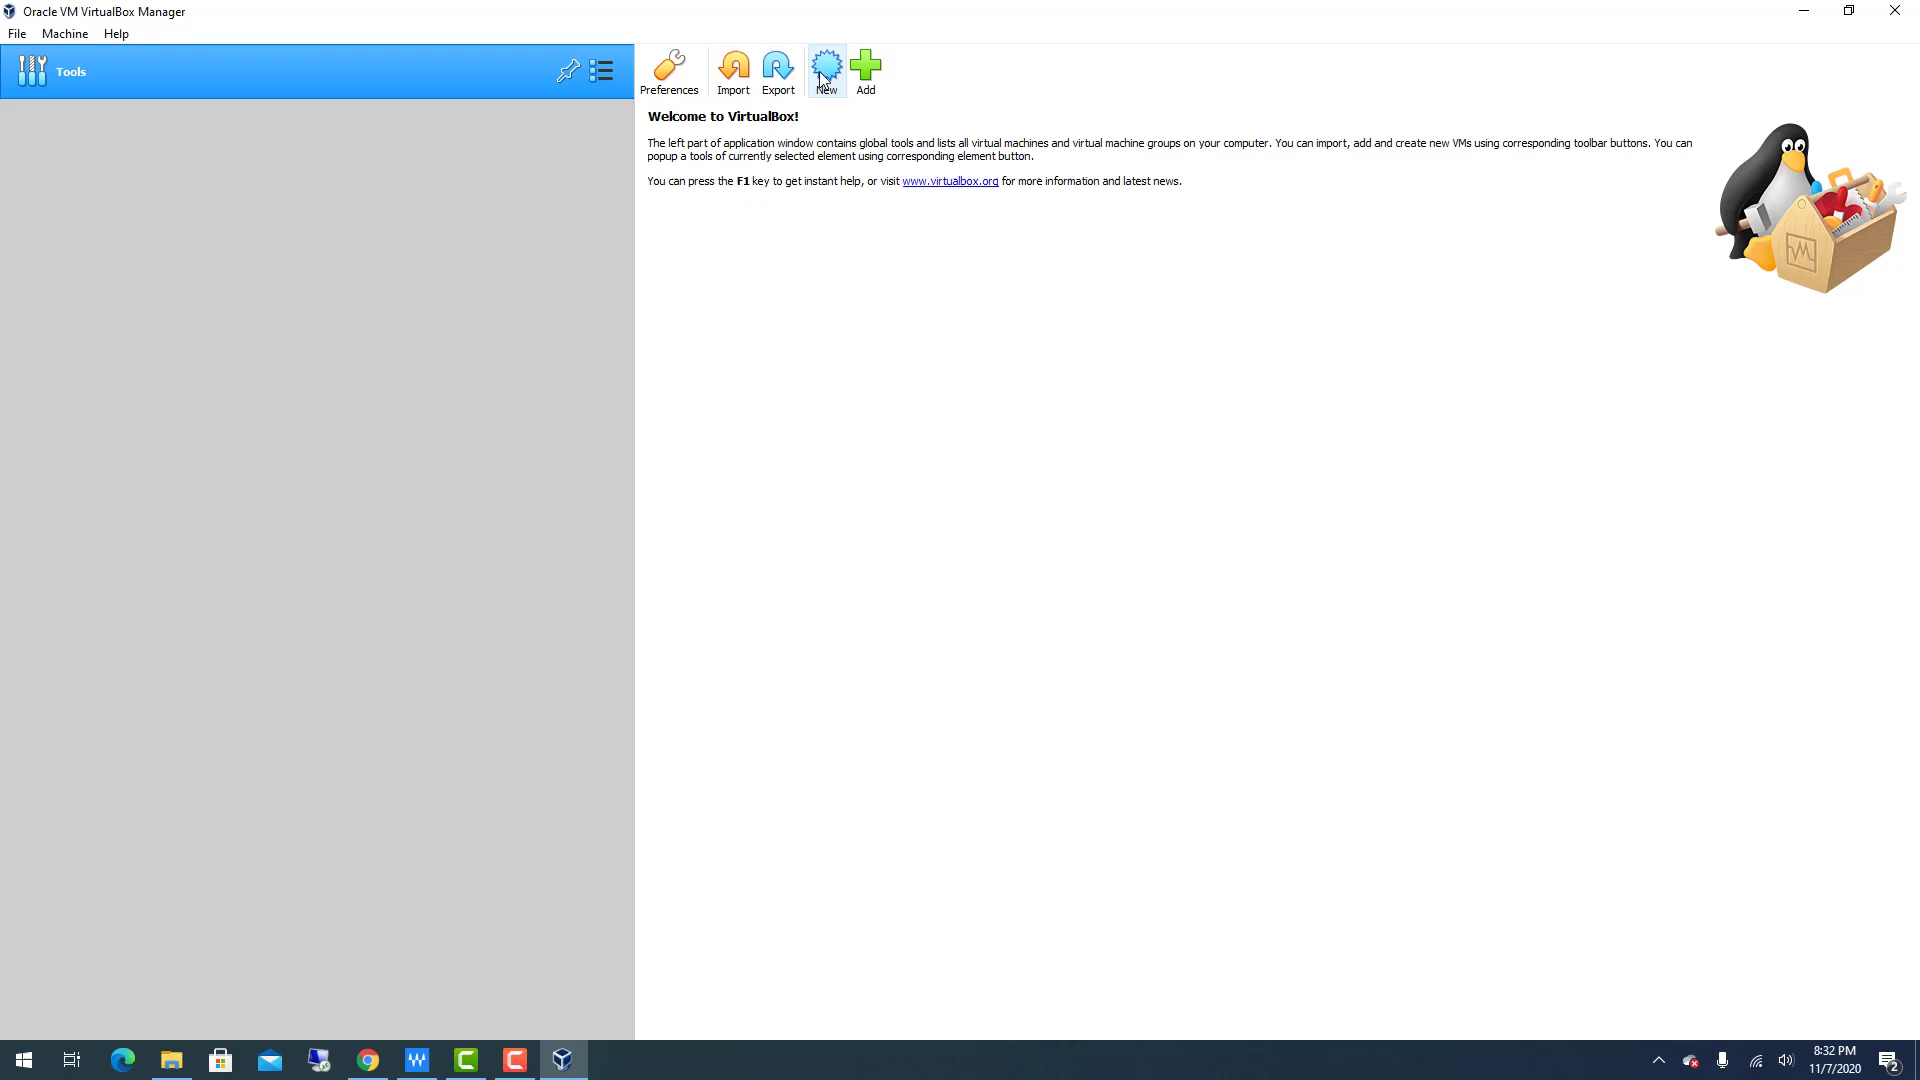 Oracle VM VirtualBox Manager
File Machine Help
Tools
Preferences Import Export New Add
Welcome to VirtualBox!
The left part of application window contains global tools and lists all virtual machines and virtual machine groups on your computer. You can import, add and create new VMs using corresponding toolbar buttons. You can
popup a tools of currently selected element using corresponding element button.
You can press the F1 key to get instant help, or visit www.virtualbox.org for more information and latest news.
8:32 PM
11/7/2020
2